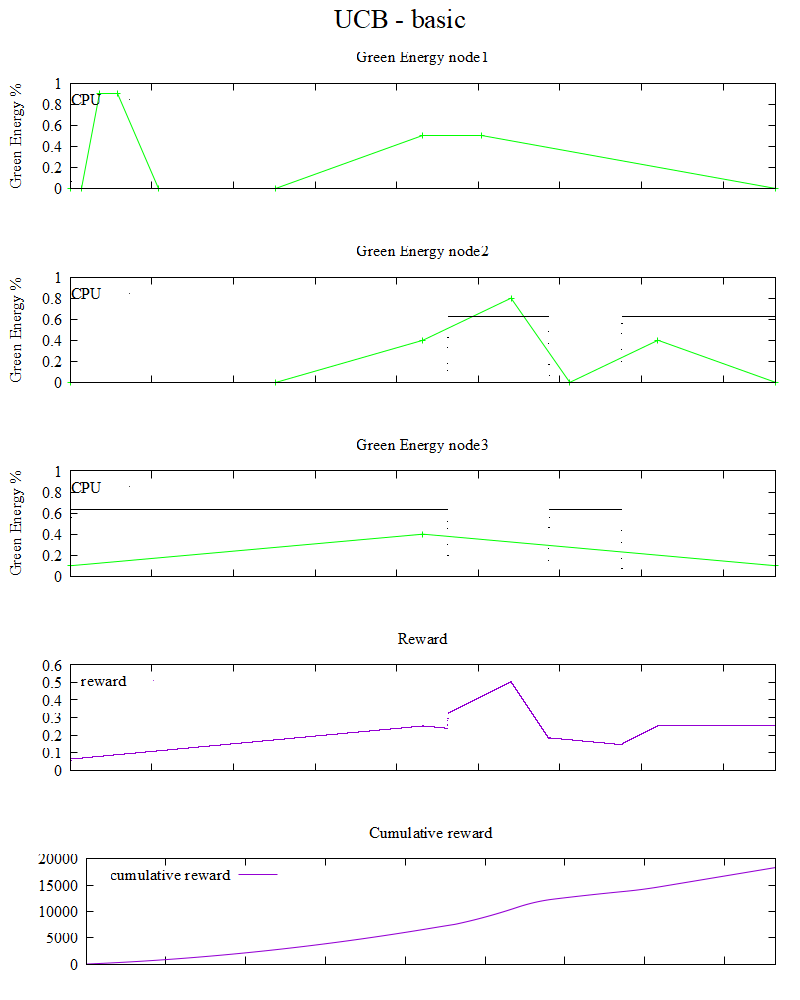 UCB - basic
Green Energy node1
Green Energy %
1
CPU
0.8
0.6
0.4
0.2
0
Green Energy node2
Green Energy %
1
CPU
0.8
0.6
0.4
0.2
0
Green Energy node3
Green Energy %
1
CPU
0.8
0.6
0.4
0.2
0
Reward
0.6
reward
0.5
0.4
0.3
0.2
0.1
0
Cumulative reward
20000
cumulative reward
15000
10000
5000
0